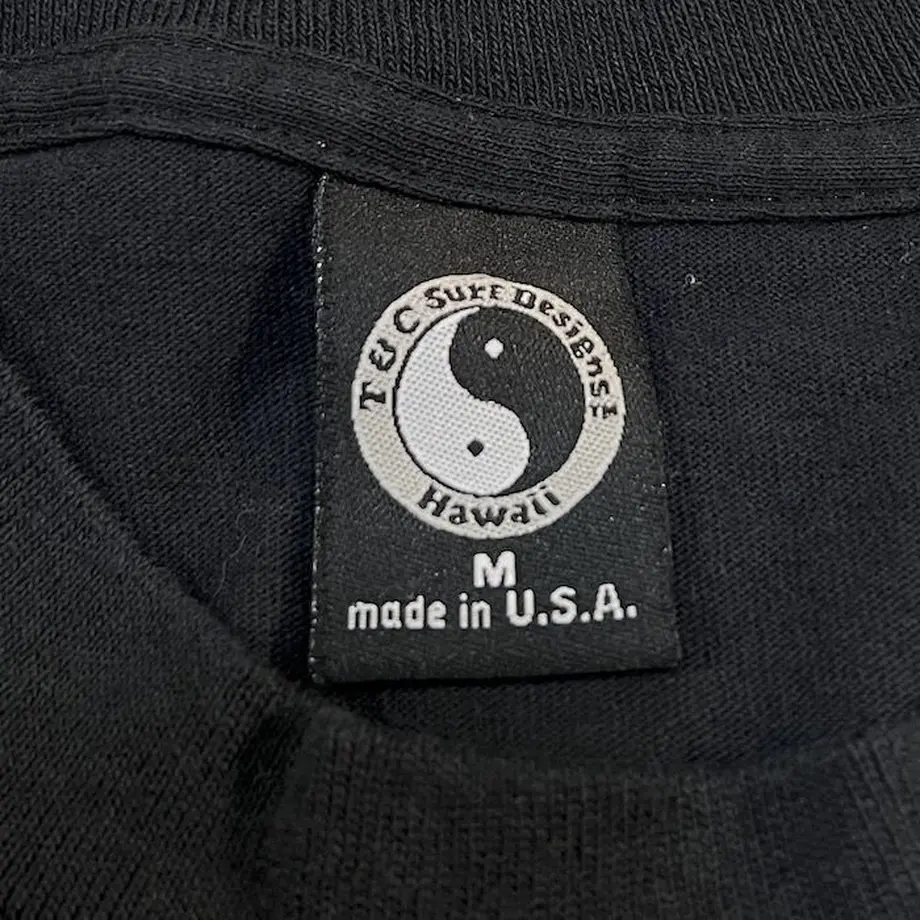 T & C Surf Designs™
Hawaii
M
made in U.S.A.